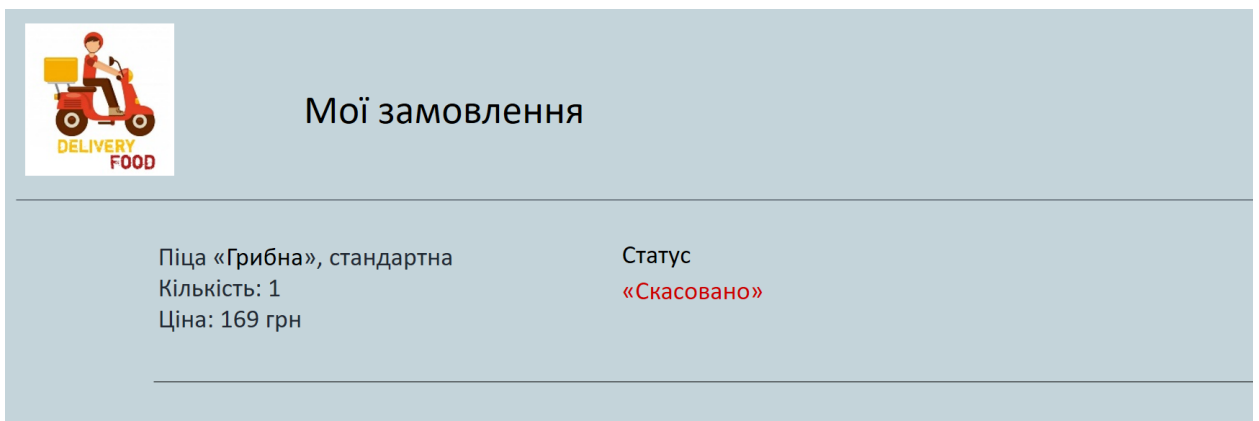 DELIVERY
FOOD
Мої замовлення
Піца «Грибна», стандартна
Кількість: 1
Ціна: 169 грн
Статус
«Скасовано»